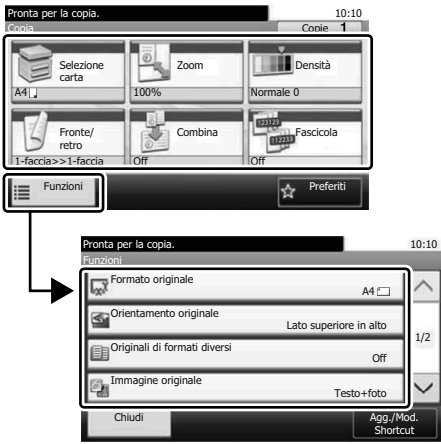 Pronta per la copia. 10:10
Copia Copie 1
Selezione carta
A4
Zoom
100%
Densità
Normale 0
Fronte/
retro
1-faccia>>1-faccia
Combina
Off
123123
112233
Fascicola
Off
Funzioni
Preferiti
Pronta per la copia. 10:10
Funzioni
Formato originale
A4
Orientamento originale
Lato superiore in alto
Originali di formati diversi
Off
1/2
Immagine originale
Testo+foto
Chiudi
Agg./Mod.
Shortcut